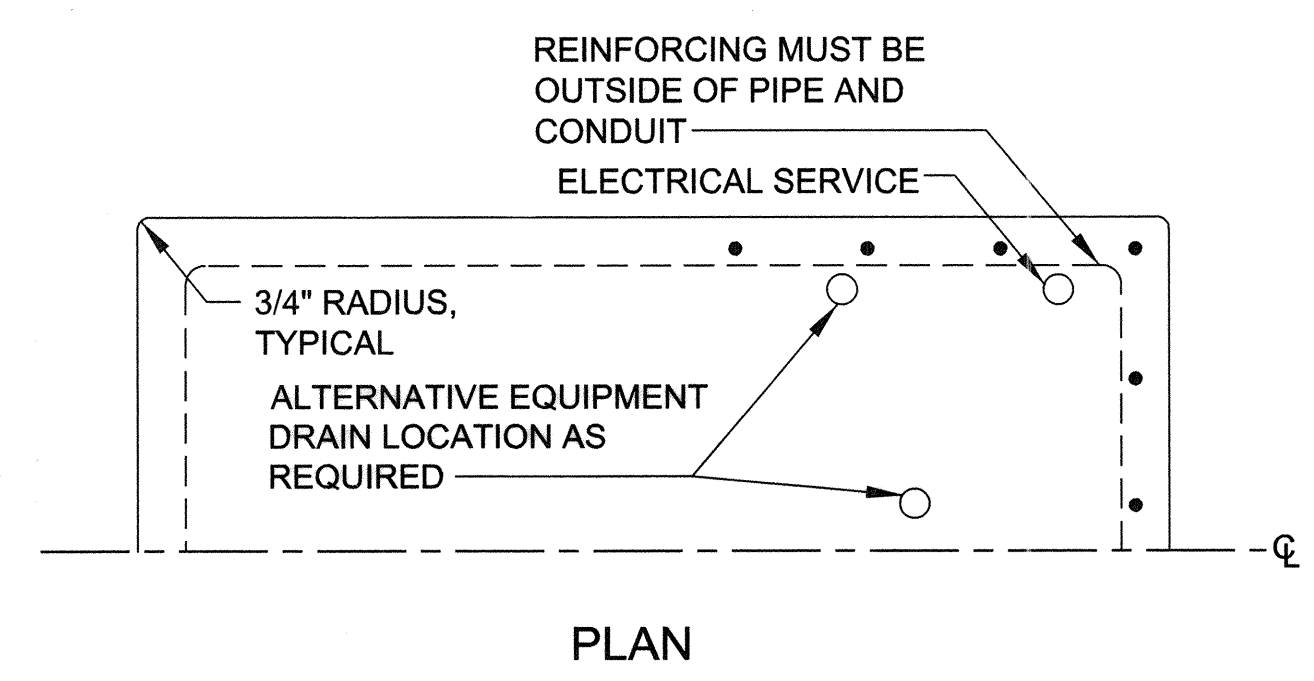 REINFORCING MUST BE
OUTSIDE OF PIPE AND
CONDUIT
ELECTRICAL SERVICE
3/4" RADIUS,
TYPICAL
ALTERNATIVE EQUIPMENT
DRAIN LOCATION AS
REQUIRED
℄
PLAN